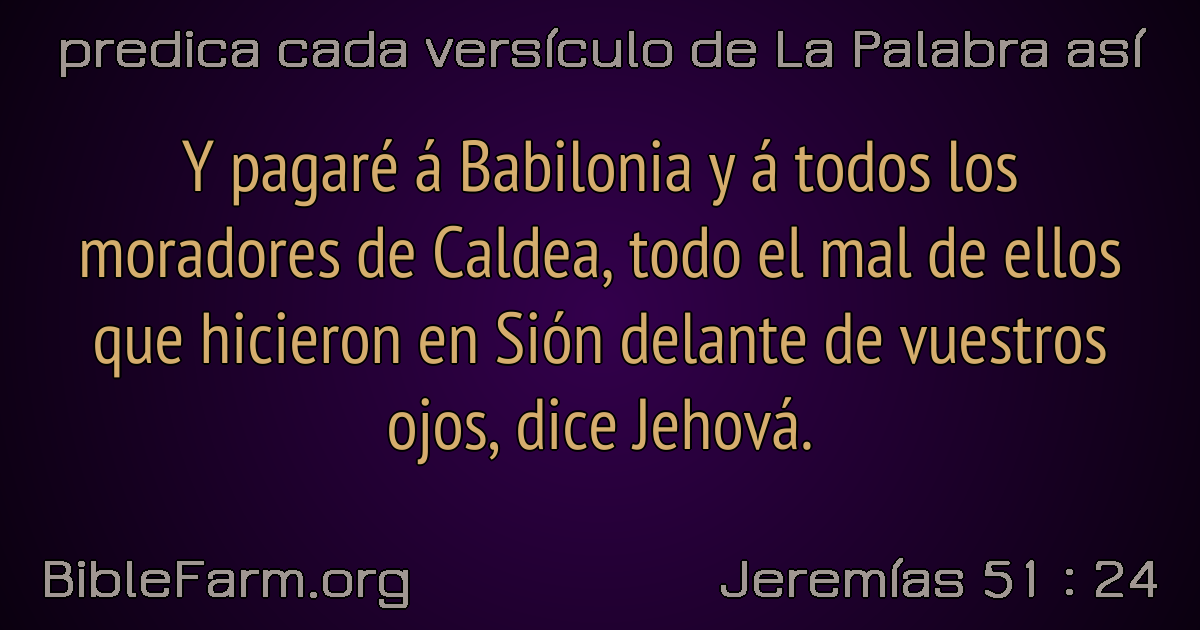 predica cada versículo de La Palabra así
Y pagaré á Babilonia y á todos los
moradores de Caldea, todo el mal de ellos
que hicieron en Sión delante de vuestros
ojos, dice Jehová.
BibleFarm.org
Jeremías 51 : 24